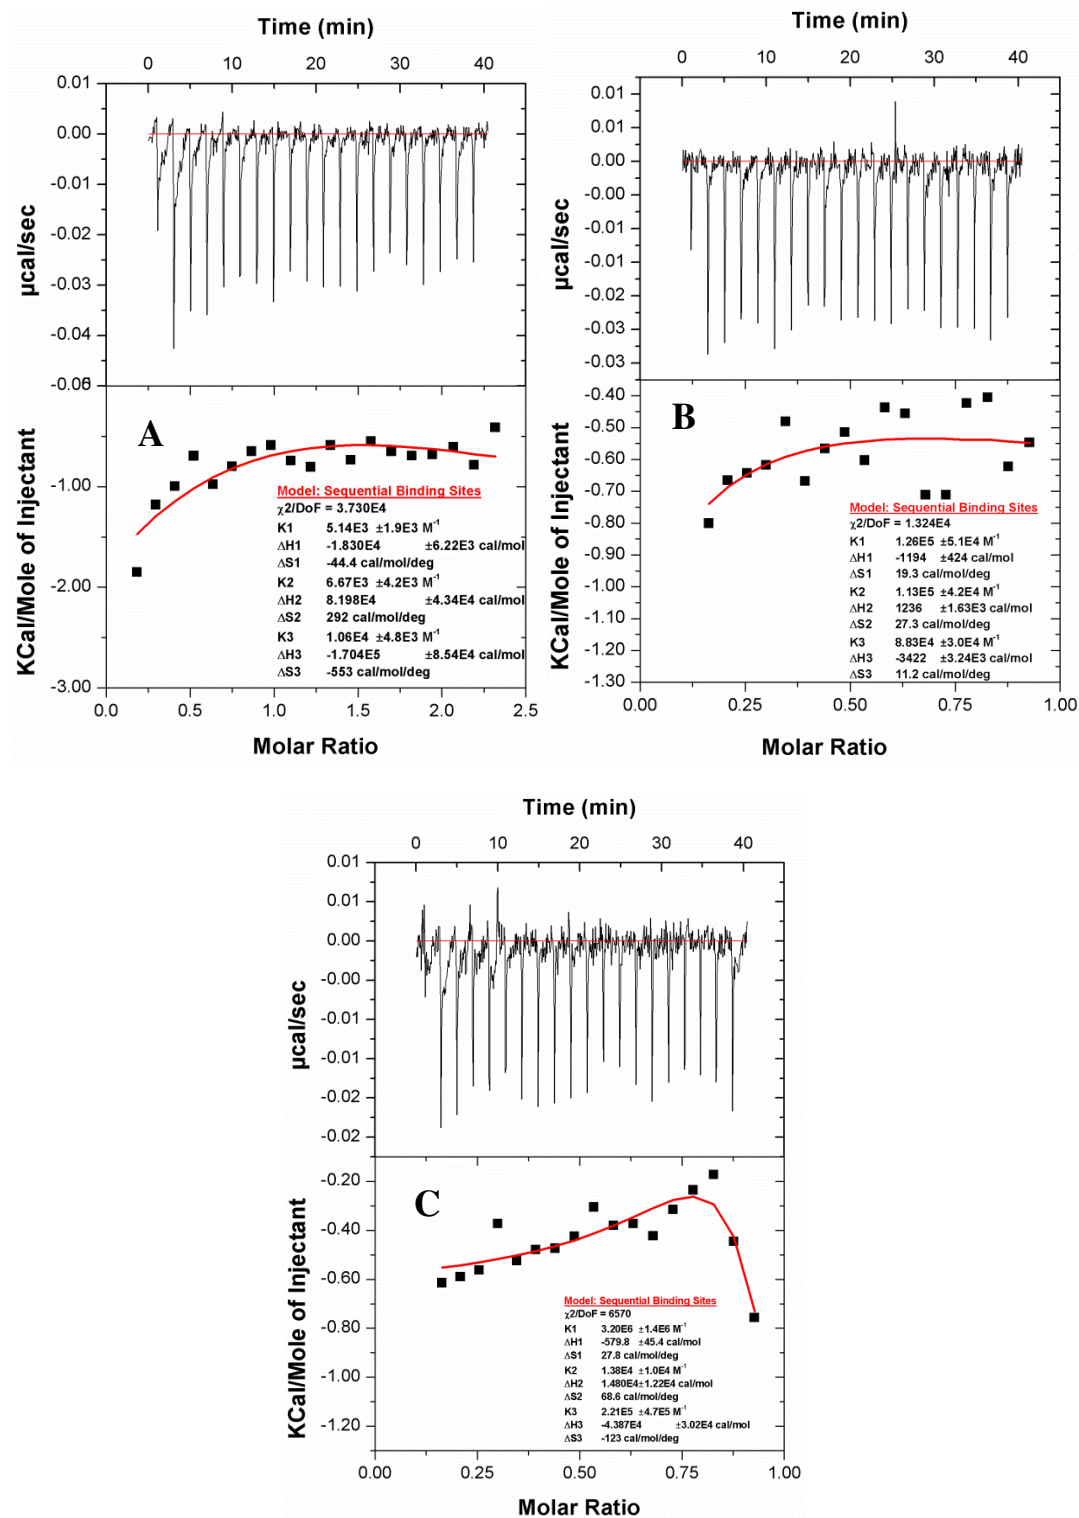 Time (min)
0 10 20 30 40
0.01
0.00
-0.01
-0.02
-0.03
-0.04
µcal/sec
A
-1.00
-2.00
-3.00
KCal/Mole of Injectant
Model: Sequential Binding Sites
χ2/DoF = 3.730E4
K1 5.14E3 ±1.9E3 M⁻¹
ΔH1 -1.830E4 ±6.22E3 cal/mol
ΔS1 -44.4 cal/mol/deg
K2 6.67E3 ±4.2E3 M⁻¹
ΔH2 8.198E4 ±4.34E4 cal/mol
ΔS2 292 cal/mol/deg
K3 1.06E4 ±4.8E3 M⁻¹
ΔH3 -1.704E5 ±8.54E4 cal/mol
ΔS3 -553 cal/mol/deg
0.0 0.5 1.0 1.5 2.0 2.5
Molar Ratio
Time (min)
0 10 20 30 40
0.01
0.01
0.00
-0.00
-0.01
-0.01
-0.02
-0.03
-0.03
µcal/sec
B
-0.40
-0.50
-0.60
-0.70
-0.80
-0.90
-1.00
-1.10
-1.20
-1.30
KCal/Mole of Injectant
Model: Sequential Binding Sites
χ2/DoF = 1.324E4
K1 1.26E5 ±5.1E4 M⁻¹
ΔH1 -1194 ±424 cal/mol
ΔS1 19.3 cal/mol/deg
K2 1.13E5 ±4.2E4 M⁻¹
ΔH2 1236 ±1.63E3 cal/mol
ΔS2 27.3 cal/mol/deg
K3 8.83E4 ±3.0E4 M⁻¹
ΔH3 -3422 ±3.24E3 cal/mol
ΔS3 11.2 cal/mol/deg
0.00 0.25 0.50 0.75 1.00
Molar Ratio
Time (min)
0 10 20 30 40
0.01
0.01
0.00
-0.00
-0.01
-0.01
-0.02
-0.02
µcal/sec
C
-0.20
-0.40
-0.60
-0.80
-1.00
-1.20
KCal/Mole of Injectant
Model: Sequential Binding Sites
χ2/DoF = 6570
K1 3.20E6 ±1.4E6 M⁻¹
ΔH1 -579.8 ±45.4 cal/mol
ΔS1 27.8 cal/mol/deg
K2 1.38E4 ±1.0E4 M⁻¹
ΔH2 1.480E4±1.22E4 cal/mol
ΔS2 68.6 cal/mol/deg
K3 2.21E5 ±4.7E5 M⁻¹
ΔH3 -4.387E4 ±3.02E4 cal/mol
ΔS3 -123 cal/mol/deg
0.00 0.25 0.50 0.75 1.00
Molar Ratio